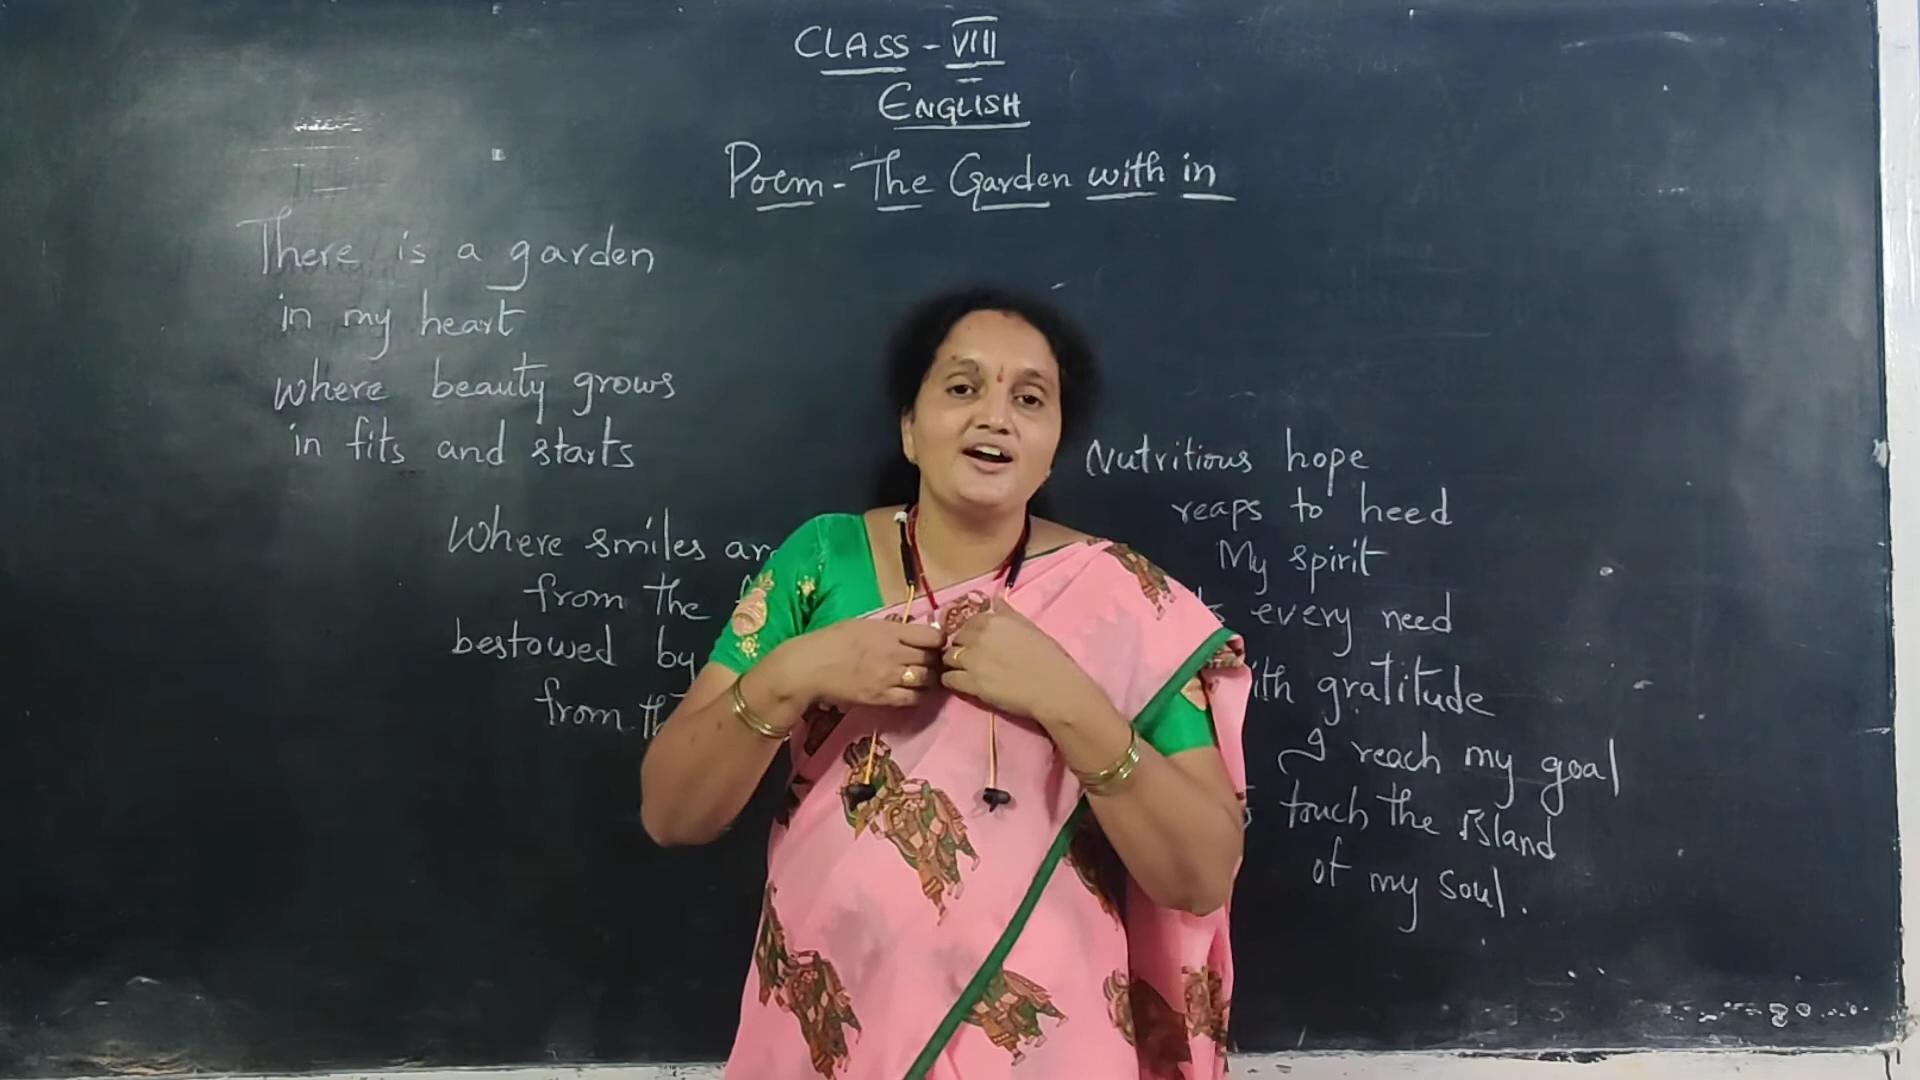 CLASS - VIII
ENGLISH
Poem - The Garden with in
There is a garden
in my heart
where beauty grows
in fits and starts
Where smiles
from the
bestowed by
from
Nutritious hope
reaps to heed
My spirit
every need
gratitude
I reach my goal
touch the island
of my soul.